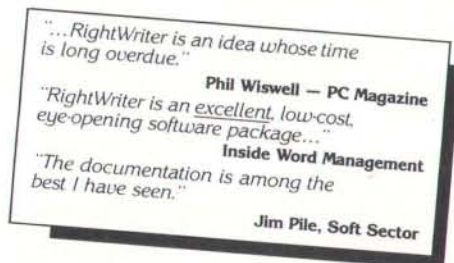 "...RightWriter is an idea whose time
is long overdue."
Phil Wiswell — PC Magazine
"RightWriter is an excellent, low-cost,
eye-opening software package..."
Inside Word Management
"The documentation is among the
best I have seen."
Jim Pile, Soft Sector